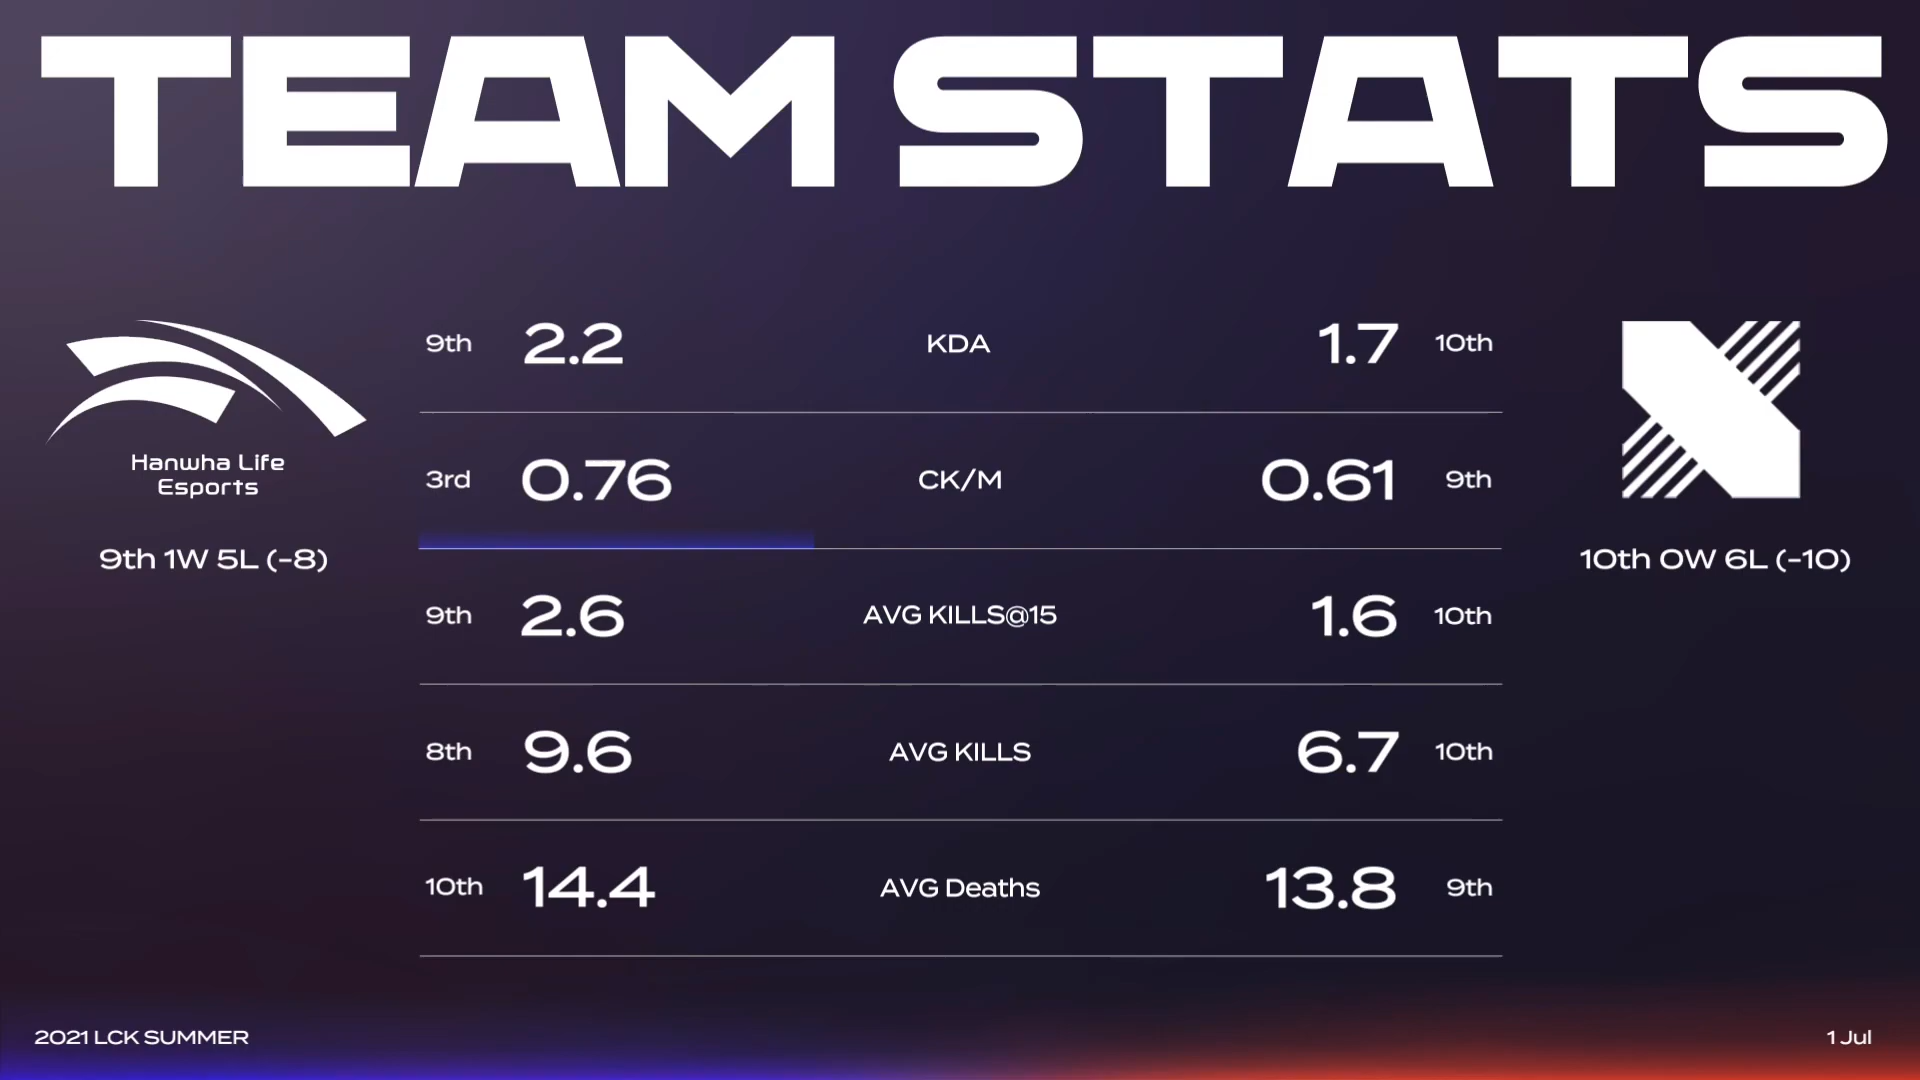 TEAM STATS
Hanwha Life
Esports
9th 1W 5L (-8)
9th 2.2 KDA 1.7 10th
3rd 0.76 CK/M 0.61 9th
9th 2.6 AVG KILLS@15 1.6 10th
8th 9.6 AVG KILLS 6.7 10th
10th 14.4 AVG Deaths 13.8 9th
10th 0W 6L (-10)
2021 LCK SUMMER
1 Jul